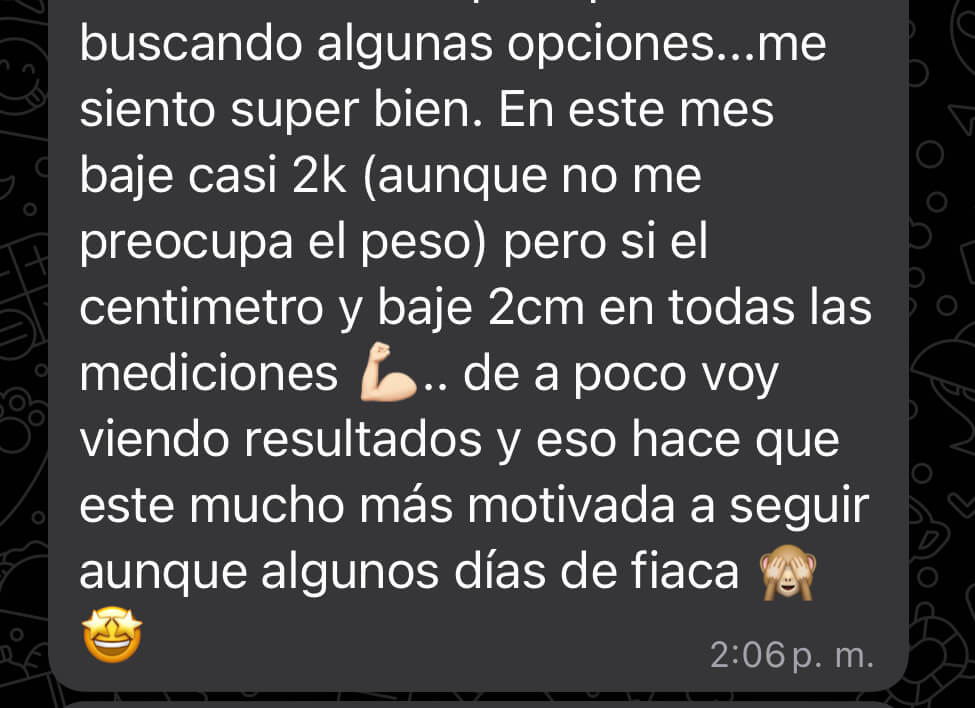 buscando algunas opciones...me
siento super bien. En este mes
baje casi 2k (aunque no me
preocupa el peso) pero si el
centimetro y baje 2cm en todas las
mediciones 💪🏻.. de a poco voy
viendo resultados y eso hace que
este mucho más motivada a seguir
aunque algunos días de fiaca 🙈
🤩
2:06 p. m.